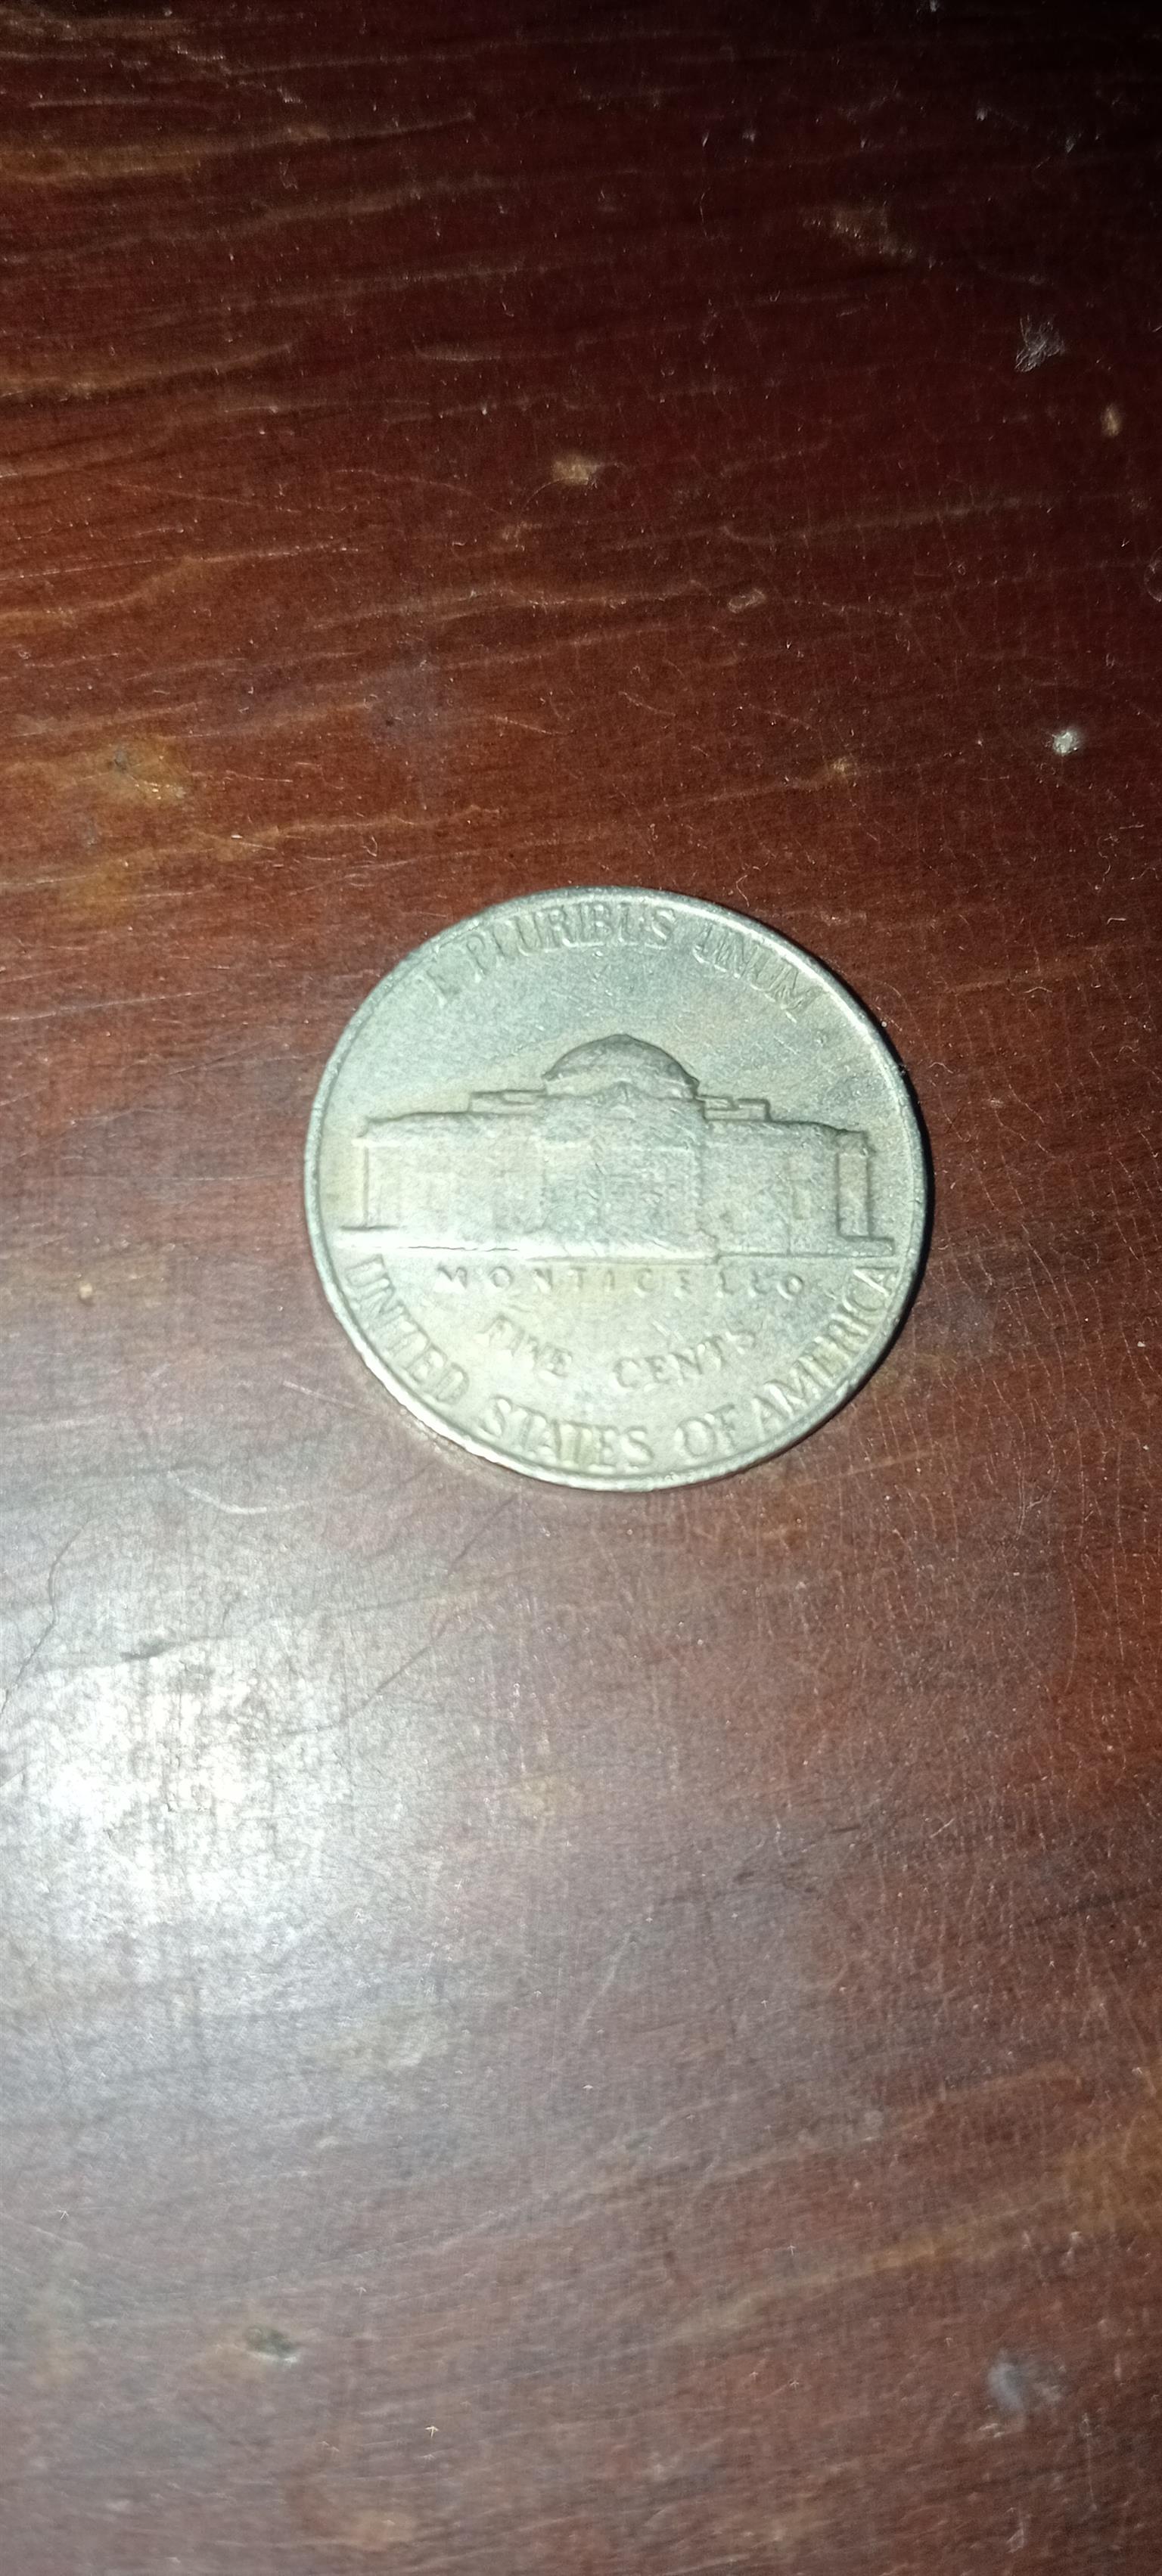 E PLURIBUS UNUM
MONTICELLO
FIVE CENTS
UNITED STATES OF AMERICA